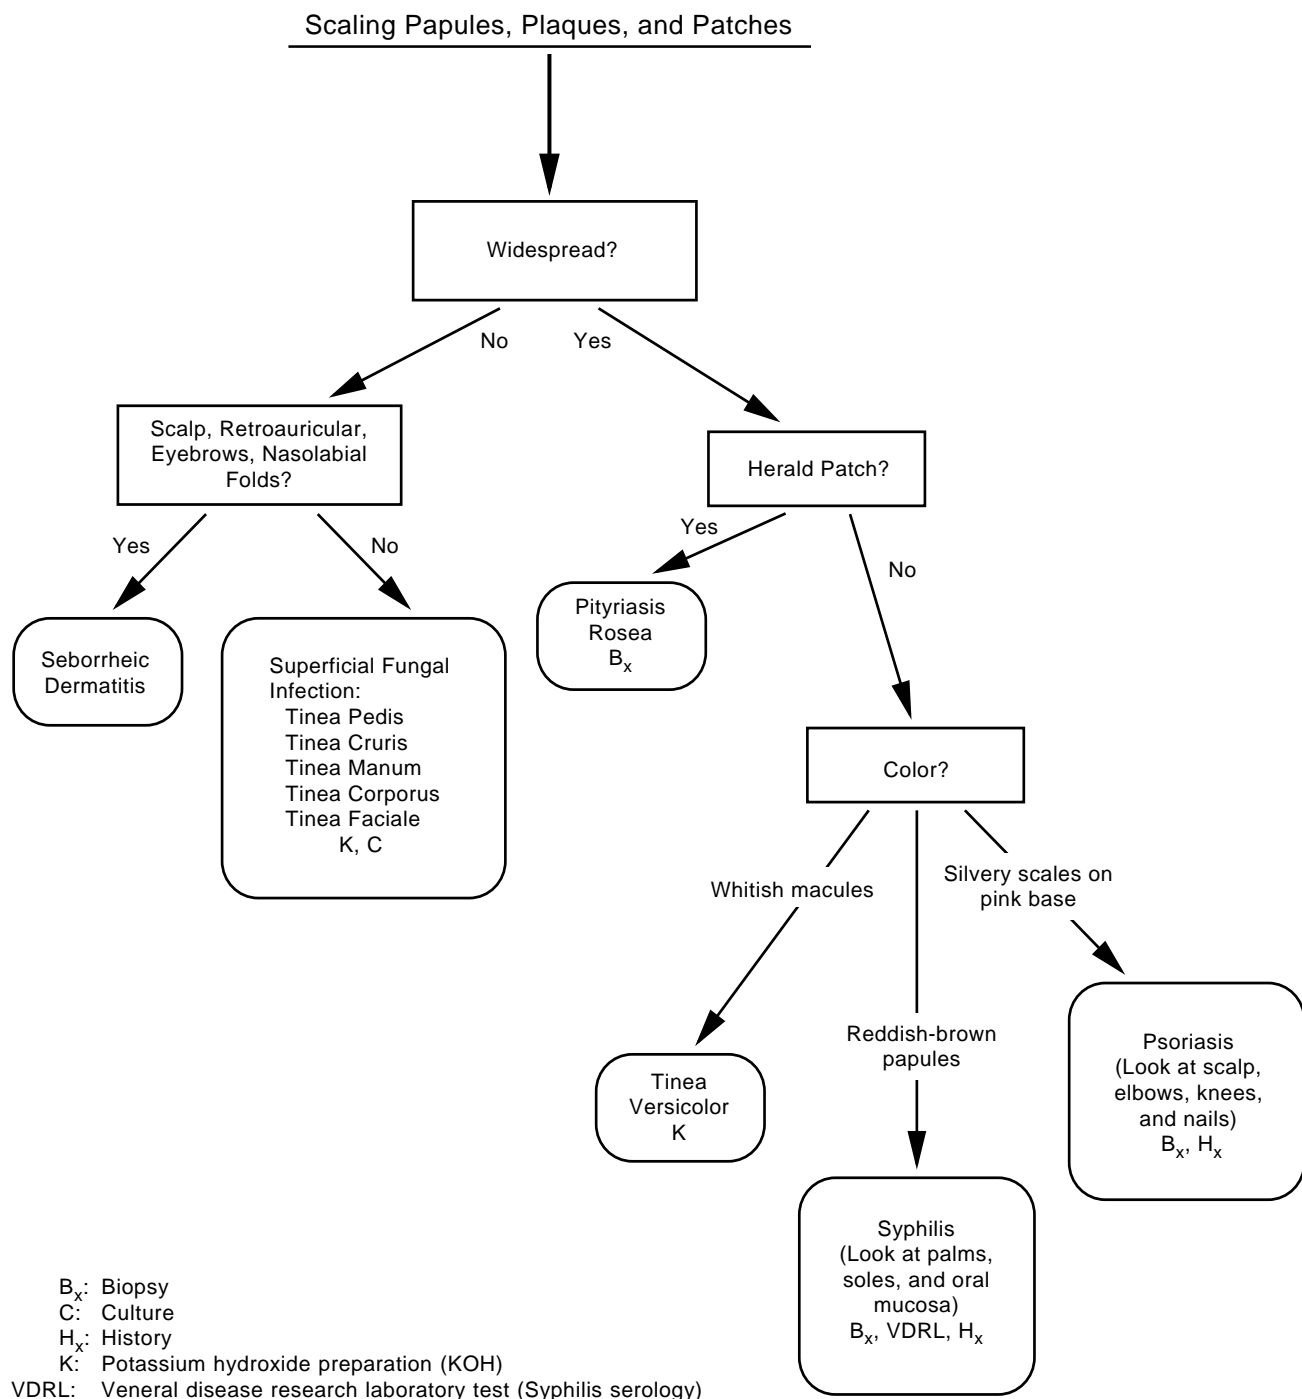 Scaling Papules, Plaques, and Patches
Widespread?
No
Yes
Scalp, Retroauricular,
Eyebrows, Nasolabial
Folds?
Herald Patch?
Yes
No
Yes
No
Seborrheic
Dermatitis
Superficial Fungal
Infection:
Tinea Pedis
Tinea Cruris
Tinea Manum
Tinea Corporus
Tinea Faciale
K, C
Pityriasis
Rosea
Bx
Color?
Whitish macules
Reddish-brown
papules
Silvery scales on
pink base
Tinea
Versicolor
K
Syphilis
(Look at palms,
soles, and oral
mucosa)
Bx, VDRL, Hx
Psoriasis
(Look at scalp,
elbows, knees,
and nails)
Bx, Hx
Bx: Biopsy
C: Culture
Hx: History
K: Potassium hydroxide preparation (KOH)
VDRL: Veneral disease research laboratory test (Syphilis serology)